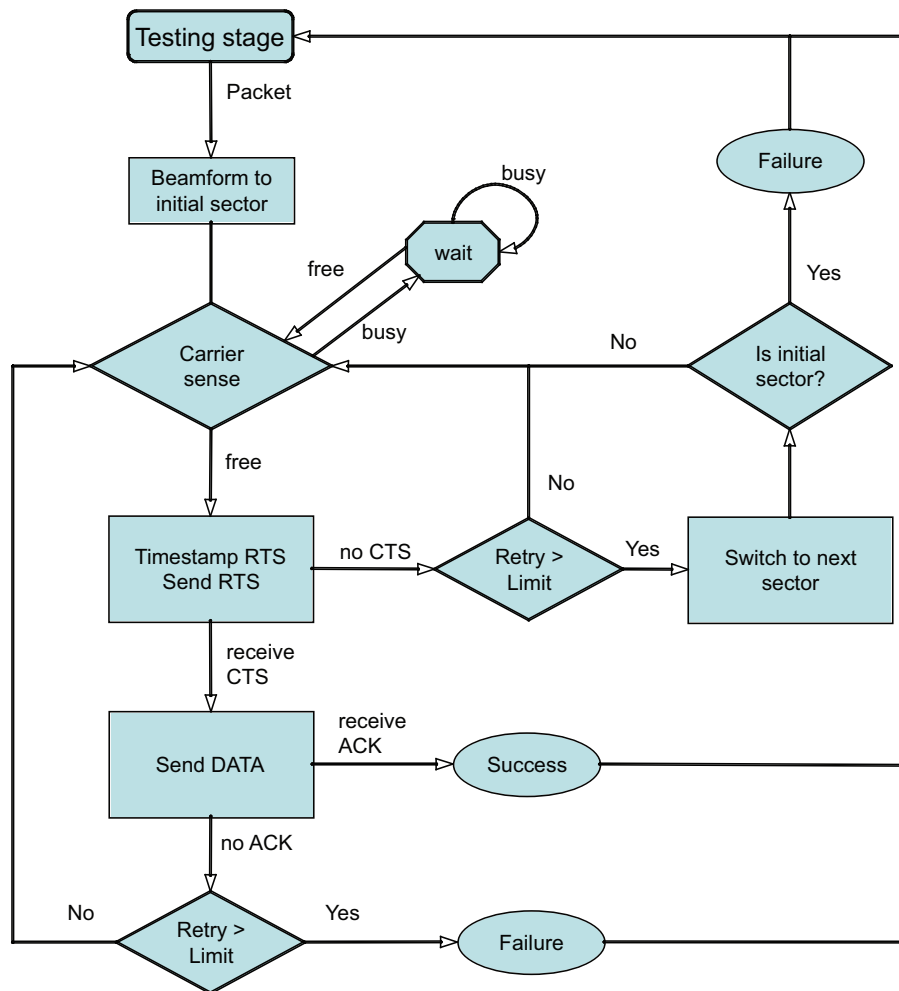 Testing stage
Packet
Beamform to
initial sector
busy
wait
free
busy
Failure
Yes
Carrier
sense
No
Is initial
sector?
free
No
Timestamp RTS
Send RTS
no CTS
Retry >
Limit
Yes
Switch to next
sector
receive
CTS
Send DATA
receive
ACK
Success
no ACK
No
Retry >
Limit
Yes
Failure